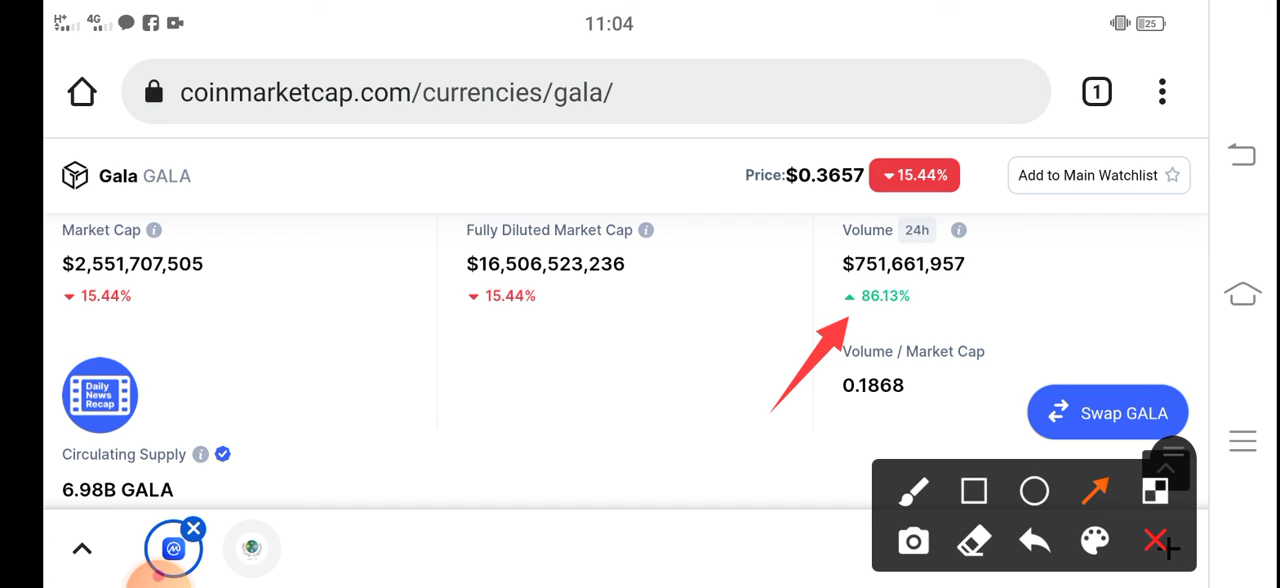 H+ 4G 11:04 25
coinmarketcap.com/currencies/gala/
1
Gala GALA Price:$0.3657 15.44% Add to Main Watchlist
Market Cap Fully Diluted Market Cap Volume 24h
$2,551,707,505 $16,506,523,236 $751,661,957
15.44% 15.44% 86.13%
Volume / Market Cap
0.1868
Daily
News
Recap
Swap GALA
Circulating Supply
6.98B GALA